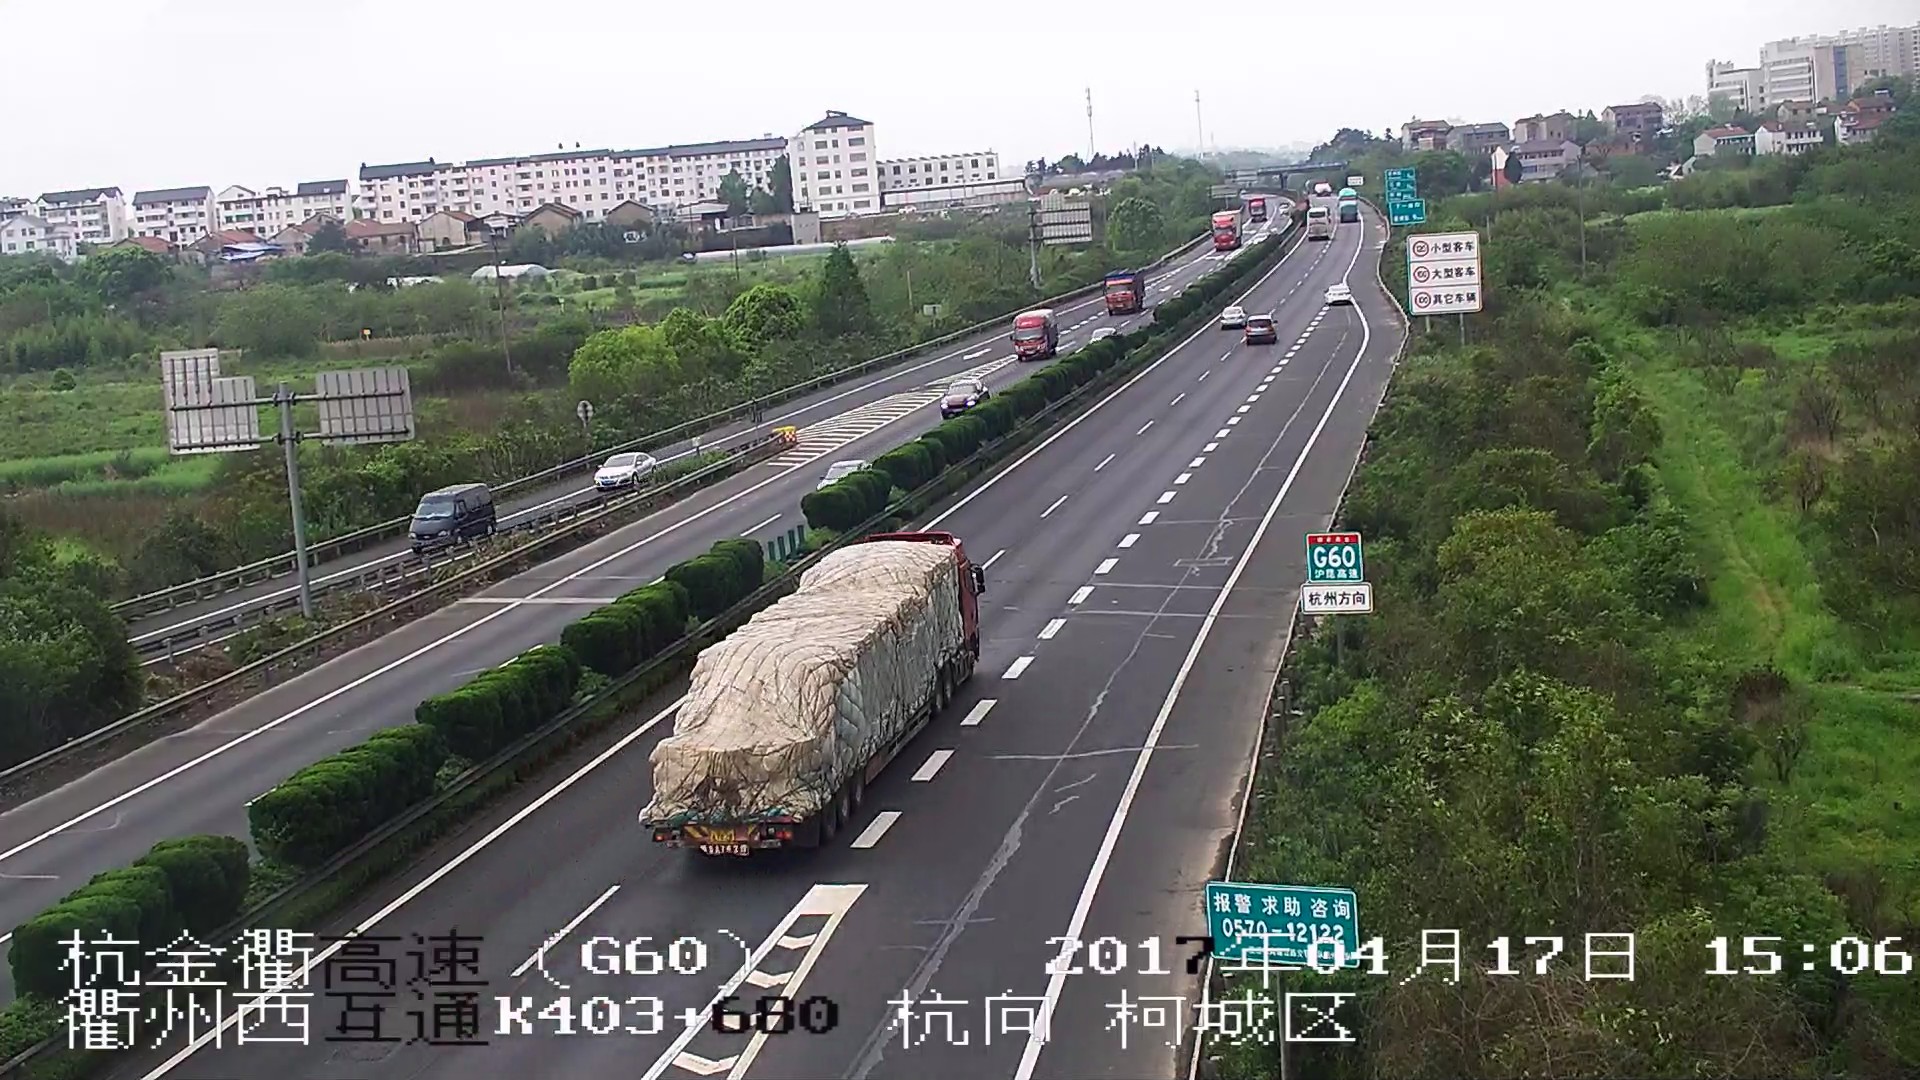 小型客车
大型客车
其它车辆
G60
沪昆高速
杭州方向
报警 求助 咨询
0570-12122
杭金衢高速（G60） 2017年04月17日 15:06
衢州西互通K403+680 杭向 柯城区